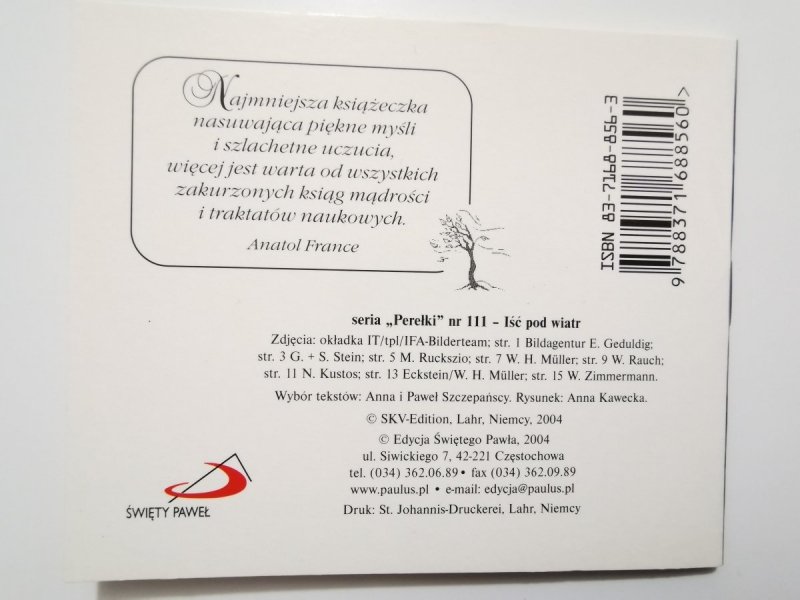 Najmniejsza książeczka
nasuwająca piękne myśli
i szlachetne uczucia,
więcej jest warta od wszystkich
zakurzonych ksiąg mądrości
i traktatów naukowych.
Anatol France
ISBN 83-7168-856-3
9 788371 688560 >
seria „Perełki” nr 111 – Iść pod wiatr
Zdjęcia: okładka IT/tpl/IFA-Bilderteam; str. 1 Bildagentur E. Geduldig;
str. 3 G. + S. Stein; str. 5 M. Ruckszio; str. 7 W. H. Müller; str. 9 W. Rauch;
str. 11 N. Kustos; str. 13 Eckstein/W. H. Müller; str. 15 W. Zimmermann.
Wybór tekstów: Anna i Paweł Szczepańscy. Rysunek: Anna Kawecka.
© SKV-Edition, Lahr, Niemcy, 2004
© Edycja Świętego Pawła, 2004
ul. Siwickiego 7, 42-221 Częstochowa
tel. (034) 362.06.89 • fax (034) 362.09.89
www.paulus.pl • e-mail: edycja@paulus.pl
Druk: St. Johannis-Druckerei, Lahr, Niemcy
ŚWIĘTY PAWEŁ